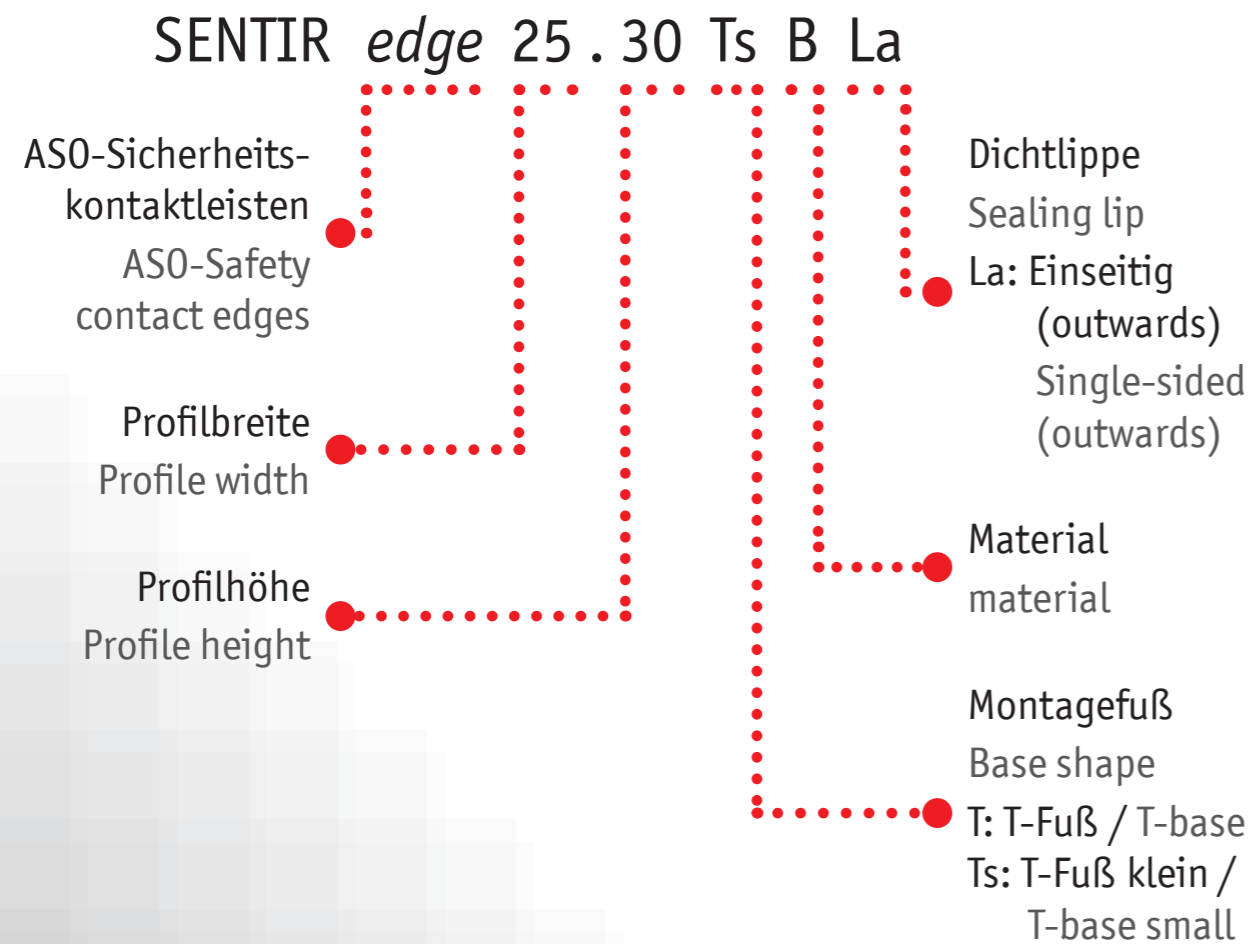 SENTIR edge 25 . 30 Ts B La
ASO-Sicherheits-
kontaktleisten
ASO-Safety
contact edges
Profilbreite
Profile width
Profilhöhe
Profile height
Dichtlippe
Sealing lip
La: Einseitig
(outwards)
Single-sided
(outwards)
Material
material
Montagefuß
Base shape
T: T-Fuß / T-base
Ts: T-Fuß klein /
T-base small